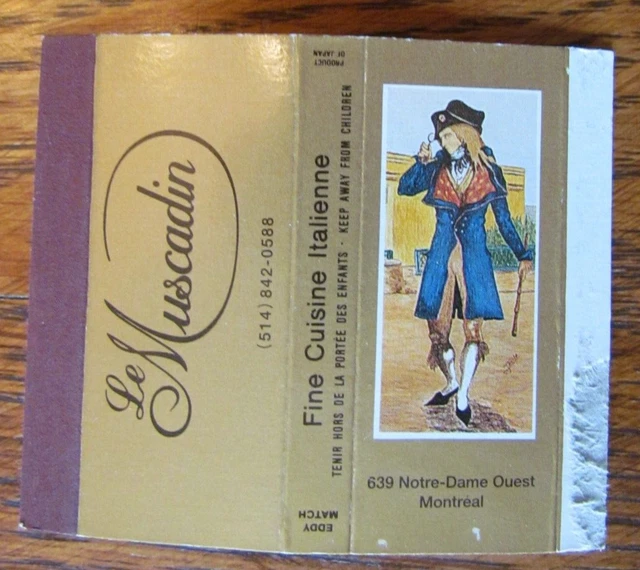 Le Muscadin
(514) 842-0588
Fine Cuisine Italienne
TENIR HORS DE LA PORTÉE DES ENFANTS · KEEP AWAY FROM CHILDREN
PRODUCT
OF JAPAN
EDDY
MATCH
639 Notre-Dame Ouest
Montréal